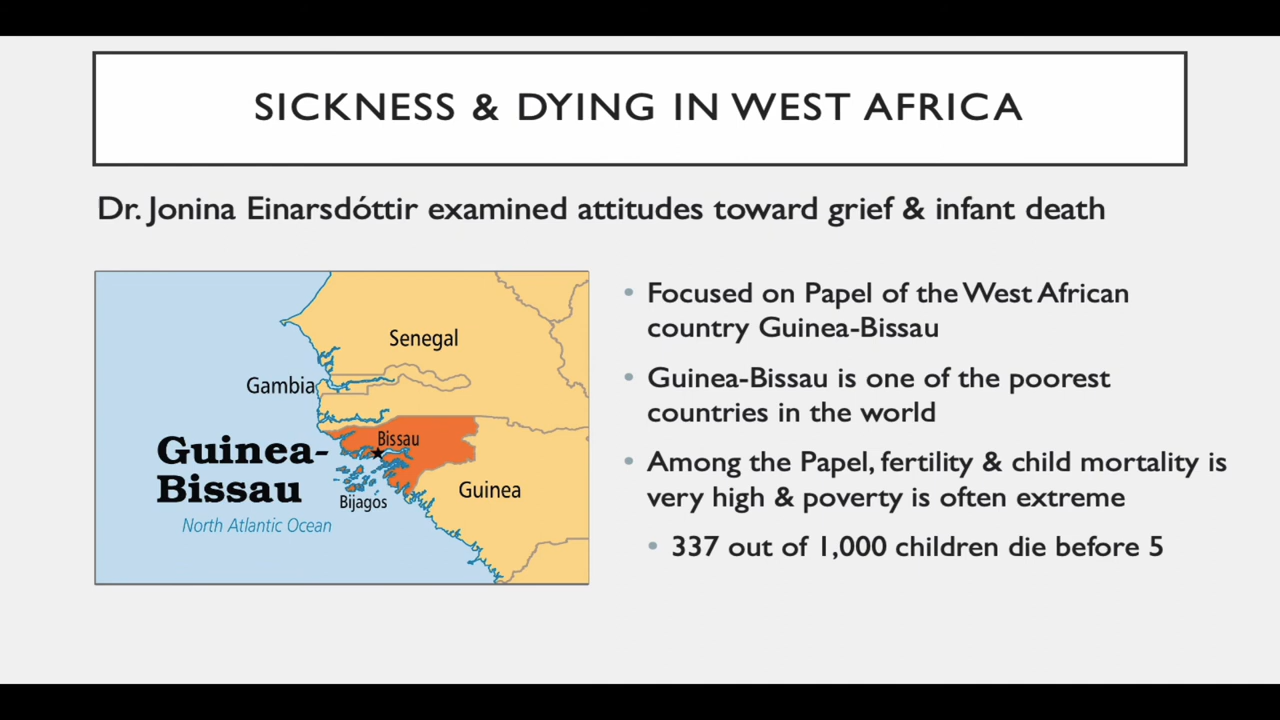 SICKNESS & DYING IN WEST AFRICA
Dr. Jonina Einarsdóttir examined attitudes toward grief & infant death
Senegal
Gambia
Bissau
Guinea-
Bissau
Guinea
Bijagós
North Atlantic Ocean
• Focused on Papel of the West African
country Guinea-Bissau
• Guinea-Bissau is one of the poorest
countries in the world
• Among the Papel, fertility & child mortality is
very high & poverty is often extreme
• 337 out of 1,000 children die before 5